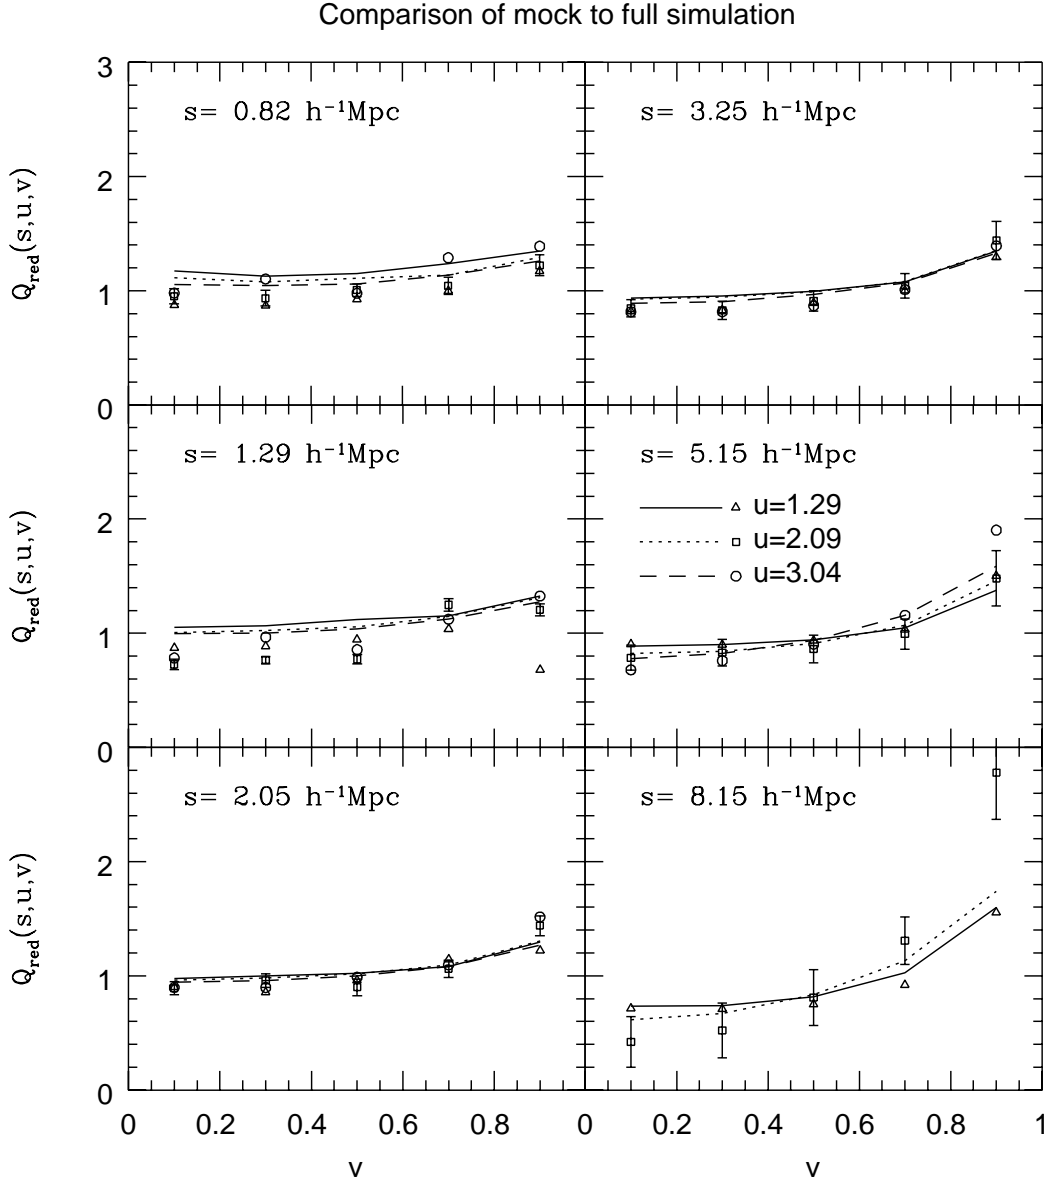 Comparison of mock to full simulation
3
s= 0.82 h⁻¹Mpc
s= 3.25 h⁻¹Mpc
2
Q_red(s,u,v)
1
0
s= 1.29 h⁻¹Mpc
s= 5.15 h⁻¹Mpc
u=1.29
2
u=2.09
Q_red(s,u,v)
u=3.04
1
0
s= 2.05 h⁻¹Mpc
s= 8.15 h⁻¹Mpc
2
Q_red(s,u,v)
1
0
0 0.2 0.4 0.6 0.8 0 0.2 0.4 0.6 0.8 1
v v